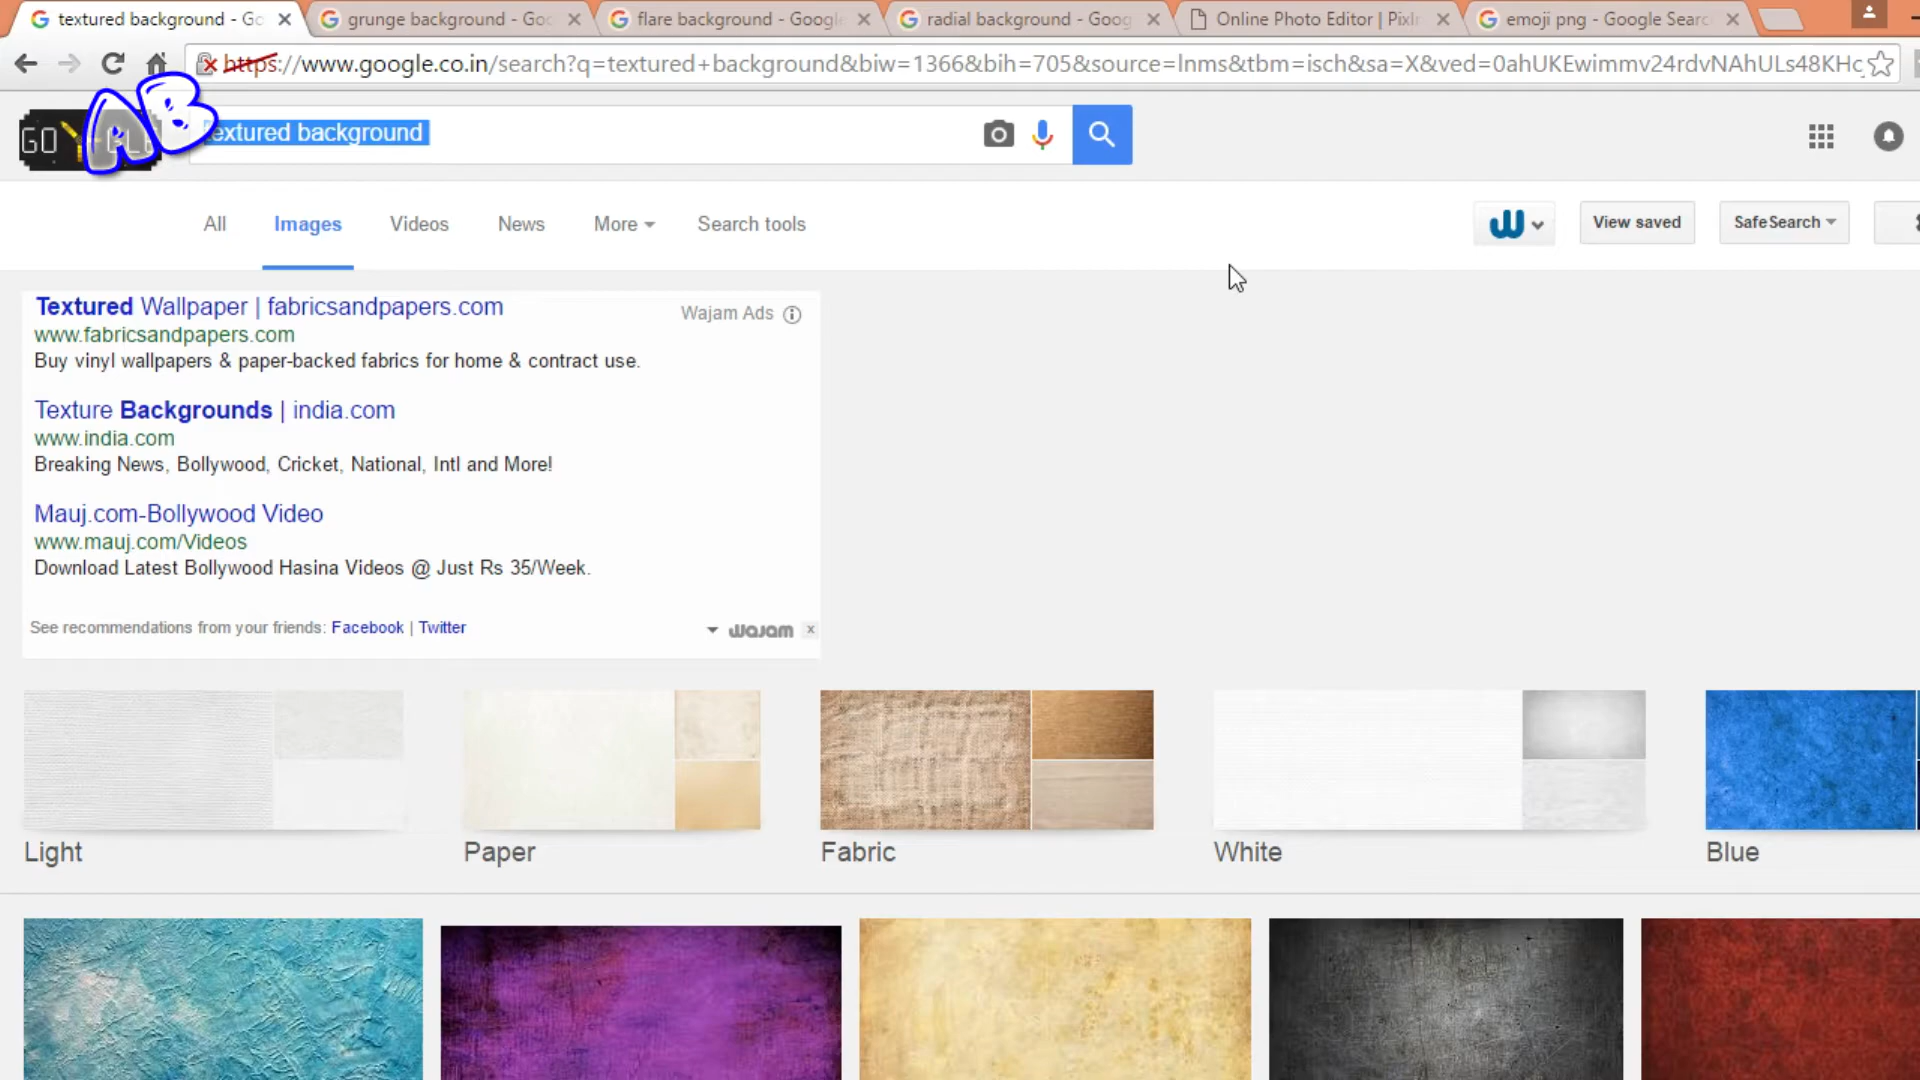 textured background - Go
grunge background - Goo
flare background - Google
radial background - Goog
Online Photo Editor | Pixlr
emoji png - Google Searc
https://www.google.co.in/search?q=textured+background&biw=1366&bih=705&source=lnms&tbm=isch&sa=X&ved=0ahUKEwimmv24rdvNAhULs48KHc
AB
textured background
All
Images
Videos
News
More
Search tools
View saved
SafeSearch
Textured Wallpaper | fabricsandpapers.com
Wajam Ads
www.fabricsandpapers.com
Buy vinyl wallpapers & paper-backed fabrics for home & contract use.
Texture Backgrounds | india.com
www.india.com
Breaking News, Bollywood, Cricket, National, Intl and More!
Mauj.com-Bollywood Video
www.mauj.com/Videos
Download Latest Bollywood Hasina Videos @ Just Rs 35/Week.
See recommendations from your friends: Facebook | Twitter
wajam
x
Light
Paper
Fabric
White
Blue